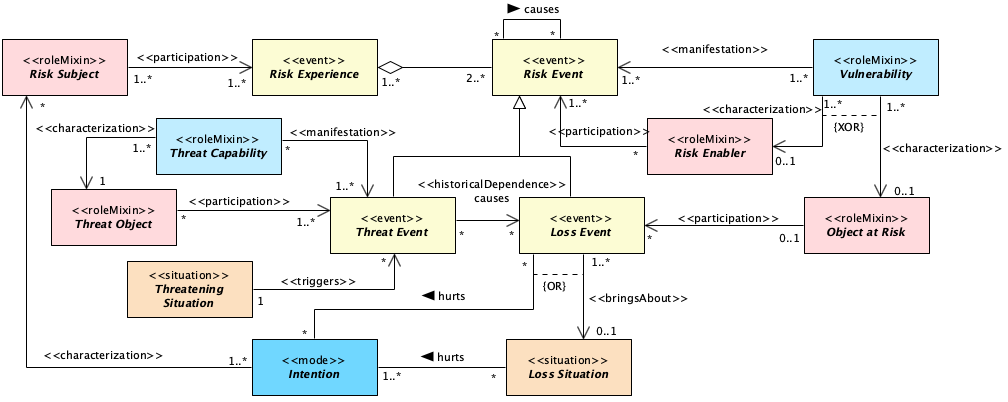 ► causes
* *
<<roleMixin>>
Risk Subject
<<participation>>
1..* 1..*
<<event>>
Risk Experience
1..* 2..*
<<event>>
Risk Event
<<manifestation>>
1..* 1..*
<<roleMixin>>
Vulnerability
*
1..*
<<characterization>>
1..*
{XOR}
1..*
<<characterization>>
1..*
1
<<roleMixin>>
Threat Capability
<<manifestation>>
*
1..*
<<participation>>
*
<<roleMixin>>
Risk Enabler
0..1
<<characterization>>
0..1
<<roleMixin>>
Threat Object
<<participation>>
* 1..*
<<event>>
Threat Event
<<historicalDependence>>
causes
* *
<<event>>
Loss Event
<<participation>>
* 0..1
<<roleMixin>>
Object at Risk
<<situation>>
Threatening
Situation
<<triggers>>
1 *
* 1..*
{OR}
◄ hurts
<<bringsAbout>>
* 0..1
<<characterization>>
1..*
<<mode>>
Intention
◄ hurts
1..* *
<<situation>>
Loss Situation